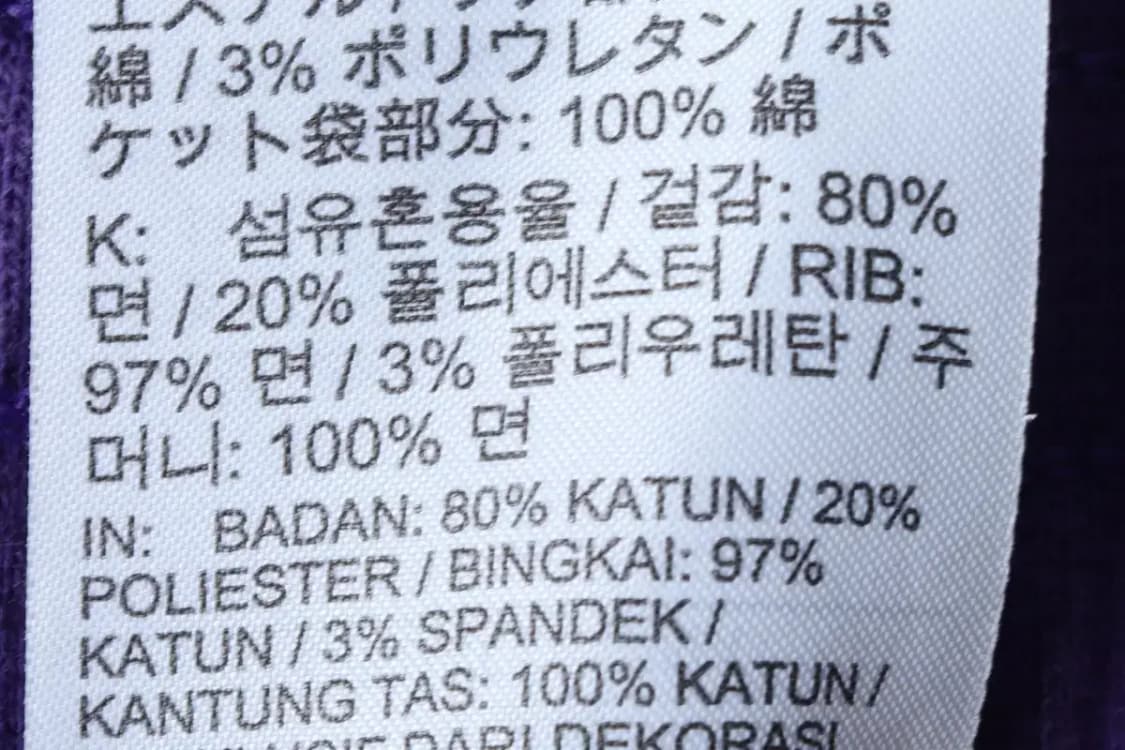 綿 / 3% ポリウレタン / ポ
ケット袋部分: 100% 綿
K: 섬유혼용율 / 겉감: 80%
면 / 20% 폴리에스터 / RIB:
97% 면 / 3% 폴리우레탄 / 주
머니: 100% 면
IN: BADAN: 80% KATUN / 20%
POLIESTER / BINGKAI: 97%
KATUN / 3% SPANDEK /
KANTUNG TAS: 100% KATUN /
DARI DEKORASI